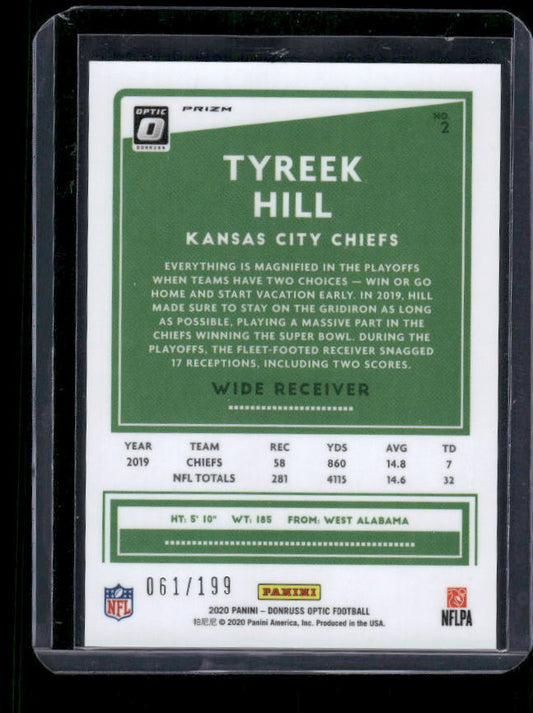 OPTIC
O
DONRUSS
PRIZM
NO.
2
TYREEK
HILL
KANSAS CITY CHIEFS
EVERYTHING IS MAGNIFIED IN THE PLAYOFFS
WHEN TEAMS HAVE TWO CHOICES — WIN OR GO
HOME AND START VACATION EARLY. IN 2019, HILL
MADE SURE TO STAY ON THE GRIDIRON AS LONG
AS POSSIBLE, PLAYING A MASSIVE PART IN THE
CHIEFS WINNING THE SUPER BOWL. DURING THE
PLAYOFFS, THE FLEET-FOOTED RECEIVER SNAGGED
17 RECEPTIONS, INCLUDING TWO SCORES.
WIDE RECEIVER
YEAR TEAM REC YDS AVG TD
2019 CHIEFS 58 860 14.8 7
NFL TOTALS 281 4115 14.6 32
HT: 5' 10" WT: 185 FROM: WEST ALABAMA
NFL
061/199
PANINI
2020 PANINI – DONRUSS OPTIC FOOTBALL
帕尼尼 © 2020 Panini America, Inc. Produced in the USA.
NFLPA